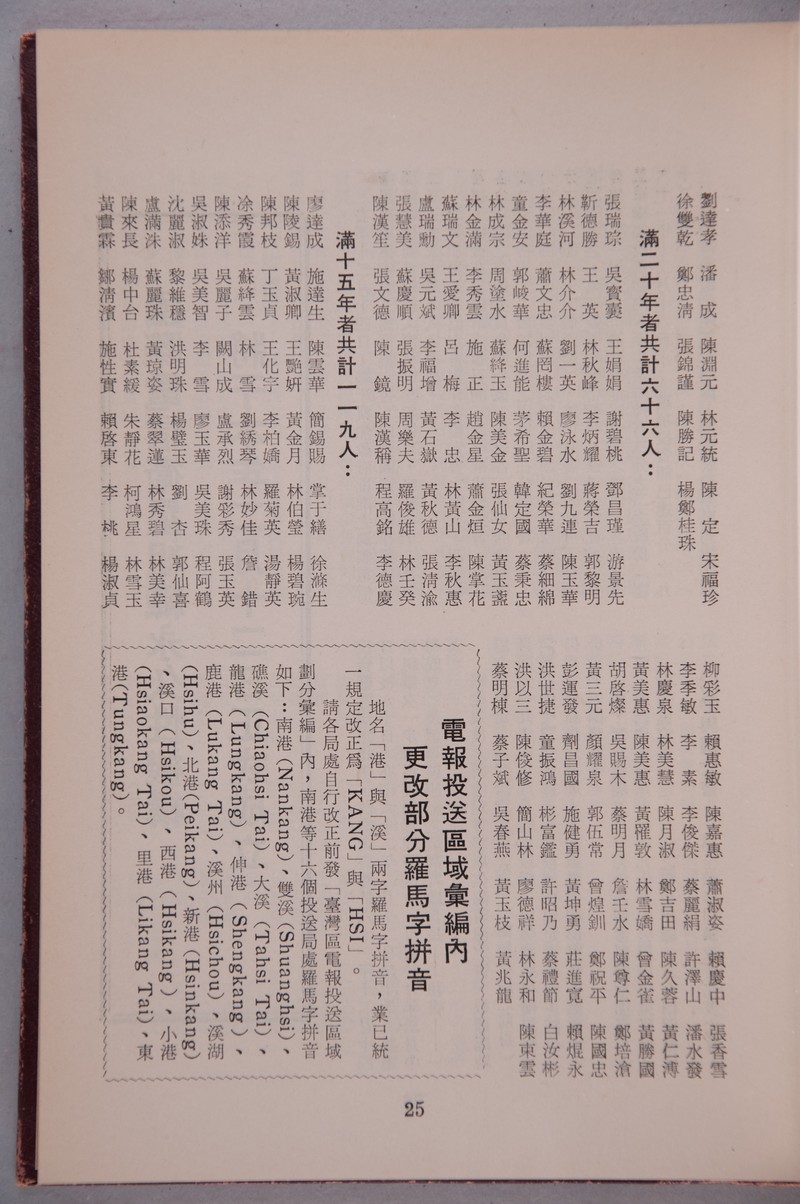 劉達孝　潘　成　陳淵元　林元統　陳　定　宋福珍
徐雙乾　鄭忠清　張錦謹　陳勝記　楊鄭桂珠
滿二十年者共計六十六人：
張瑞琮　吳寶嬱　王娟娟　謝碧桃　鄧昌瑾　游景先
靳德勝　王　英　林秋峰　李炳耀　蔣榮吉　郭黎明
林溪河　林介介　劉一英　廖泳水　劉九連　陳玉華
李華庭　蕭文忠　蘇罔樓　賴金碧　紀榮華　蔡細綿
童金安　郭峻華　何進能　茅希聖　韓定國　蔡秉忠
林成宗　周塗水　蘇絳玉　陳美金　張仙女　黃玉盞
林金滿　李秀雲　施　正　趙金星　蕭金烜　陳掌花
蘇瑞文　王愛卿　呂　梅　李　忠　林黃山　李秋惠
盧瑞勳　吳元斌　李福增　黃石嶽　黃秋德　張清渝
張慧美　蘇慶順　張振明　周樂夫　羅俊雄　林壬癸
陳漢笙　張文德　陳　鏡　陳漢稱　程高銘　李德慶
滿十五年者共計一一九人：
廖達成　施達生　陳雲華　簡錫賜　掌于繕　徐滌生
陳陵錫　黃淑卿　王艷妍　黃金月　林伯瑩　楊碧琬
陳邦枝　丁玉貞　王化宇　李柏嬌　羅菊英　湯靜英
凃秀霞　蘇絳雲　林　雪　劉綉琴　林妙佳　詹　錯
陳添洋　吳麗子　闕山成　盧承烈　謝彩秀　張玉英
吳淑姝　吳美智　李　雪　廖玉華　吳美珠　程阿鶴
沈麗淑　黎維穩　洪明珠　楊璧玉　劉　杏　郭仙喜
盧滿洙　蘇麗珠　黃琼姿　蔡翠蓮　林秀碧　林美幸
陳來長　楊中台　杜素緩　朱靜花　柯鴻星　林雪玉
黃貴霖　鄒清濱　施性實　賴啓東　李　桃　楊淑貞
柳彩玉　賴惠敏　陳嘉惠　蕭淑姿　賴慶中　張香雪
李季敏　李　素　李俊傑　蔡麗絹　許澤山　潘水發
林慶泉　林美慧　陳月淑　鄭吉田　陳久蓉　黃仁溥
黃美惠　陳美惠　黃羅敦　林雪嬌　曾金雀　黃勝國
胡啓燦　吳賜木　蔡明月　詹壬水　陳尊仁　鄭培滄
黃三元　顏耀泉　郭伍常　曾煌釧　鄭祝平　陳國忠
彭運發　劑昌國　施健勇　黃坤勇　莊進寬　賴焜永
洪世捷　童振鴻　彬富鑑　許昭乃　蔡禮節　白汝彬
洪以三　陳俊修　簡山林　廖德祥　林永和　陳東雲
蔡明棟　蔡子斌　吳春燕　黃玉枝　黃兆龍
電報投送區域彙編內
更改部分羅馬字拼音
地名「港」與「溪」兩字羅馬字拼音，業已統
一規定改正爲「KANG」與「HSI」。
請各局處自行改正前發「臺灣區電報投送區域
劃分彙編」內，南港等十六個投送局處羅馬字拼音
如下：南港（Nankang)、雙溪（Shuanghsi)、
礁溪（Chiaohsi Tai)、大溪（Tahsi Tai)、
龍港（Lungkang)、伸港（Shengkang）、
鹿港（Lukang Tai)、溪州（Hsichou)、溪湖
(Hsihu)、北港(Peikang)、新港(Hsinkang)
、溪口（Hsikou）、西港（Hsikang）、小港
(Hsiaokang Tai)、里港（Likang Tai)、東
港(Tungkang)。
25